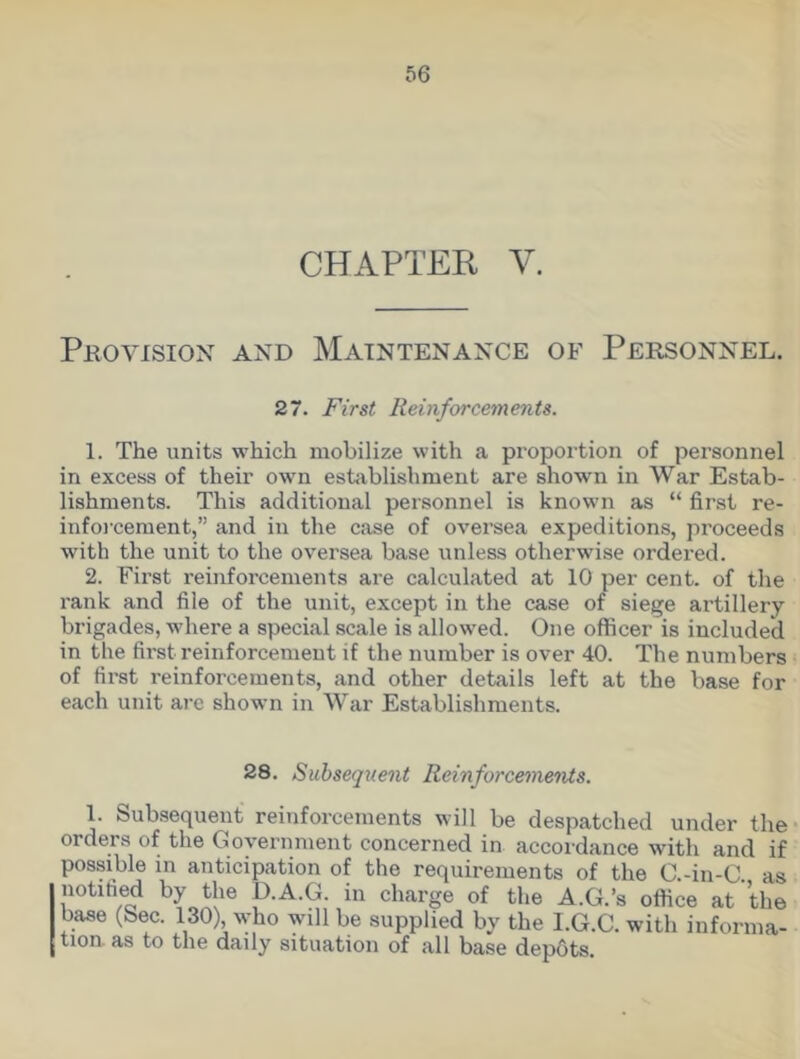 56
CHAPTER V.
PROVISION AND MAINTENANCE OF PERSONNEL.
27. First Reinforcements.
1. The units which mobilize with a proportion of personnel
in excess of their own establishment are shown in War Estab-
lishments. This additional personnel is known as “ first re-
inforcement,” and in the case of oversea expeditions, proceeds
with the unit to the oversea base unless otherwise ordered.
2. First reinforcements are calculated at 10 per cent. of the
rank and file of the unit, except in the case of siege artillery
brigades, where a special scale is allowed. One officer is included
in the first reinforcement if the number is over 40. The numbers
of first reinforcements, and other details left at the base for
each unit are shown in War Establishments.
28. Subsequent Reinforcements.
1. Subsequent reinforcements will be despatched under the
orders of the Government concerned in accordance with and if
possible in anticipation of the requirements of the C.-in-C., as
notified by the D.A.G. in charge of the A.G.’s office at the
base (Sec. 130), who will be supplied by the I.G.C. with informa-
tion as to the daily situation of all base depôts.